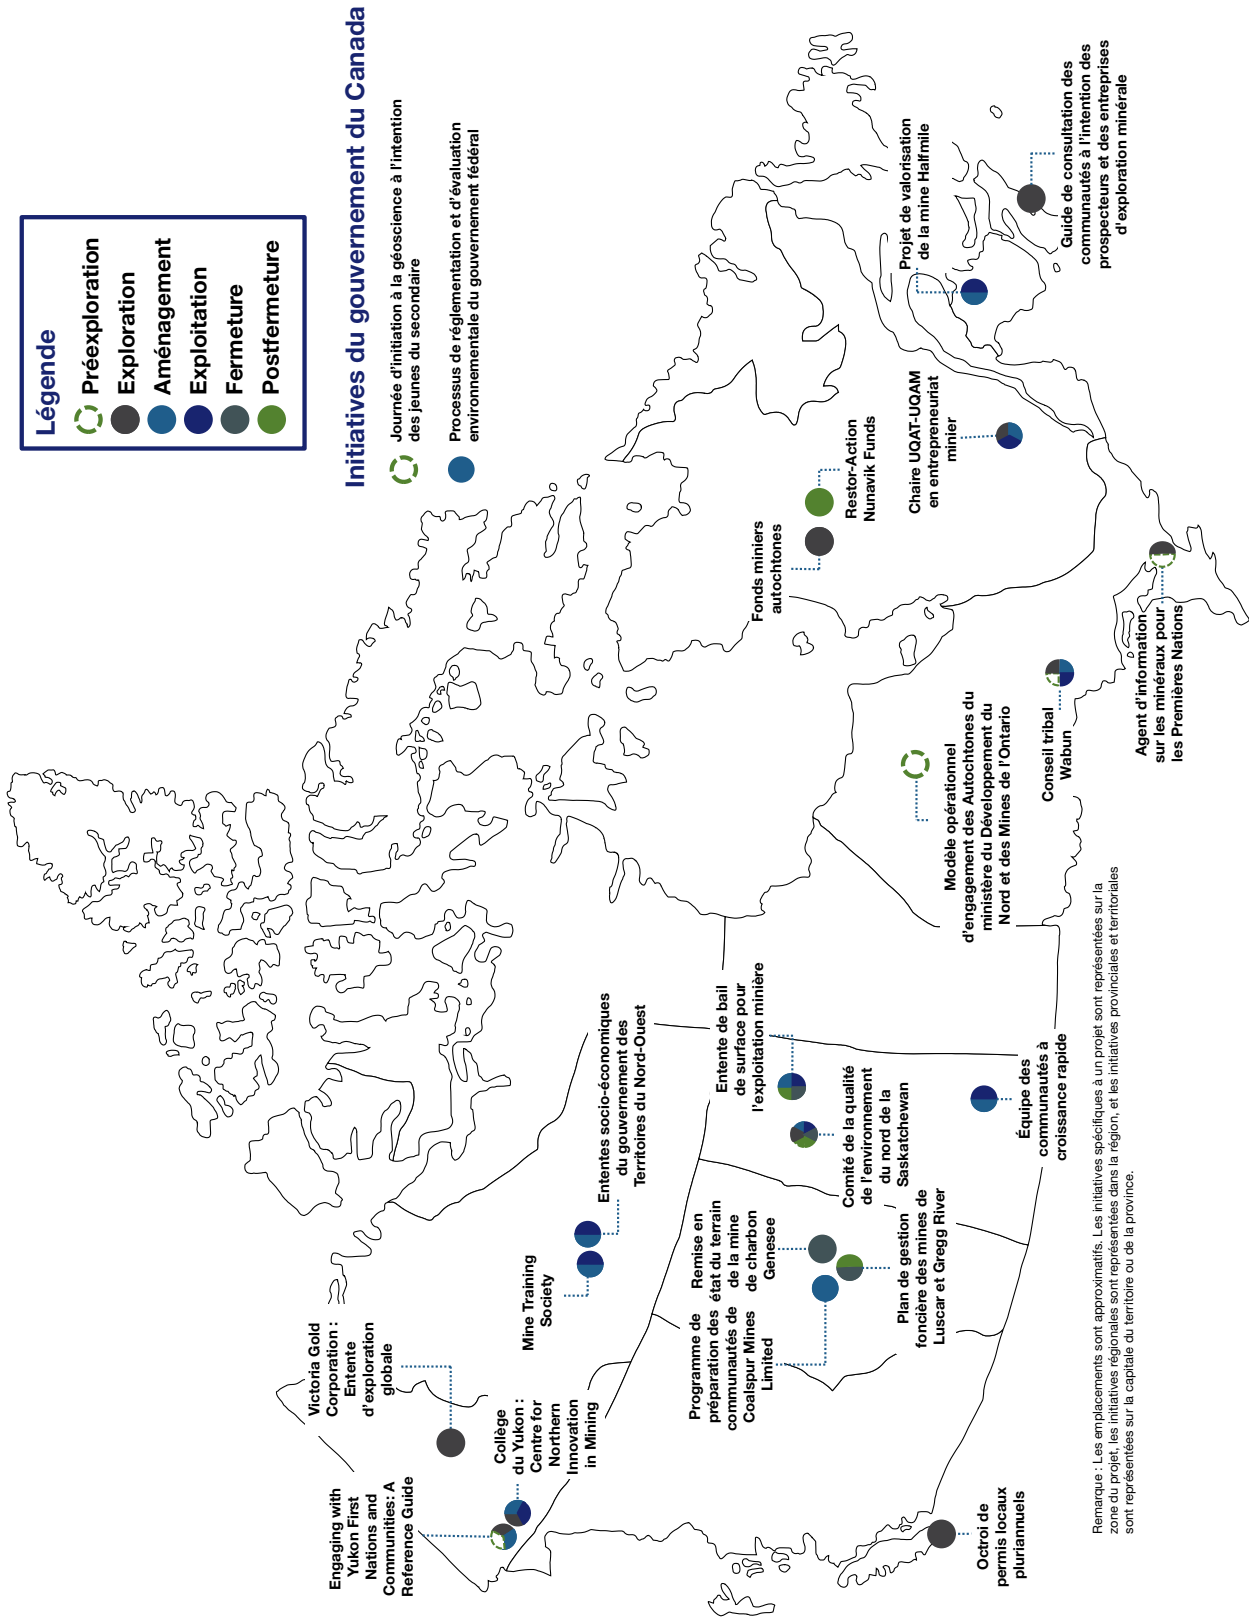 Légende
Préexploration
Exploration
Aménagement
Exploitation
Fermeture
Postfermeture
Initiatives du gouvernement du Canada
Journée d'initiation à la géoscience à l'intention
des jeunes du secondaire
Processus de réglementation et d'évaluation
environnementale du gouvernement fédéral
Engaging with
Yukon First
Nations and
Communities: A
Reference Guide
Victoria Gold
Corporation :
Entente
d'exploration
globale
Collège
du Yukon :
Centre for
Northern
Innovation
in Mining
Mine Training
Society
Ententes socio-économiques
du gouvernement des
Territoires du Nord-Ouest
Programme de
préparation des
communautés de
Coalspur Mines
Limited
Remise en
état du terrain
de la mine
de charbon
Genesee
Entente de bail
de surface pour
l'exploitation minière
Comité de la qualité
de l'environnement
du nord de la
Saskatchewan
Plan de gestion
foncière des mines de
Luscar et Gregg River
Équipe des
communautés à
croissance rapide
Octroi de
permis locaux
pluriannuels
Fonds miniers
autochtones
Restor-Action
Nunavik Funds
Chaire UQAT-UQAM
en entrepreneuriat
minier
Projet de valorisation
de la mine Halfmile
Guide de consultation des
communautés à l'intention des
prospecteurs et des entreprises
d'exploration minérale
Modèle opérationnel
d'engagement des Autochtones du
ministère du Développement du
Nord et des Mines de l'Ontario
Conseil tribal
Wabun
Agent d'information
sur les minéraux pour
les Premières Nations
Remarque : Les emplacements sont approximatifs. Les initiatives spécifiques à un projet sont représentées sur la
zone du projet, les initiatives régionales sont représentées dans la région, et les initiatives provinciales et territoriales
sont représentées sur la capitale du territoire ou de la province.